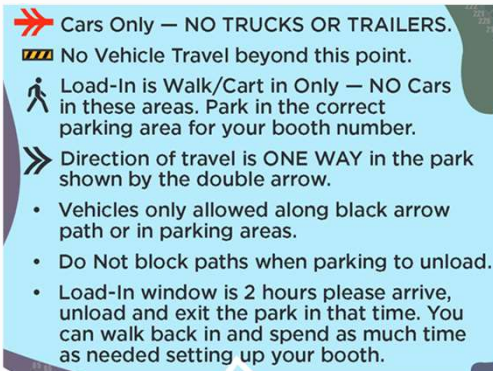 Cars Only — NO TRUCKS OR TRAILERS.
No Vehicle Travel beyond this point.
Load-In is Walk/Cart in Only — NO Cars
in these areas. Park in the correct
parking area for your booth number.
Direction of travel is ONE WAY in the park
shown by the double arrow.
• Vehicles only allowed along black arrow
path or in parking areas.
• Do Not block paths when parking to unload.
• Load-In window is 2 hours please arrive,
unload and exit the park in that time. You
can walk back in and spend as much time
as needed setting up your booth.